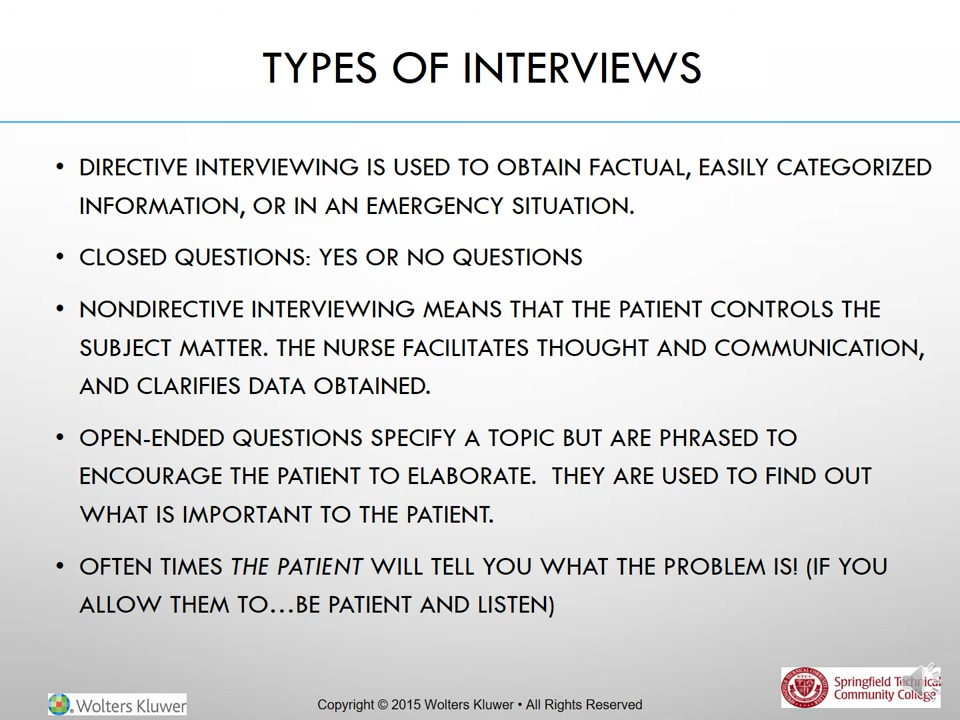 TYPES OF INTERVIEWS
• DIRECTIVE INTERVIEWING IS USED TO OBTAIN FACTUAL, EASILY CATEGORIZED
INFORMATION, OR IN AN EMERGENCY SITUATION.
• CLOSED QUESTIONS: YES OR NO QUESTIONS
• NONDIRECTIVE INTERVIEWING MEANS THAT THE PATIENT CONTROLS THE
SUBJECT MATTER. THE NURSE FACILITATES THOUGHT AND COMMUNICATION,
AND CLARIFIES DATA OBTAINED.
• OPEN-ENDED QUESTIONS SPECIFY A TOPIC BUT ARE PHRASED TO
ENCOURAGE THE PATIENT TO ELABORATE. THEY ARE USED TO FIND OUT
WHAT IS IMPORTANT TO THE PATIENT.
• OFTEN TIMES THE PATIENT WILL TELL YOU WHAT THE PROBLEM IS! (IF YOU
ALLOW THEM TO...BE PATIENT AND LISTEN)
Wolters Kluwer
Copyright © 2015 Wolters Kluwer • All Rights Reserved
Springfield Technical
Community College